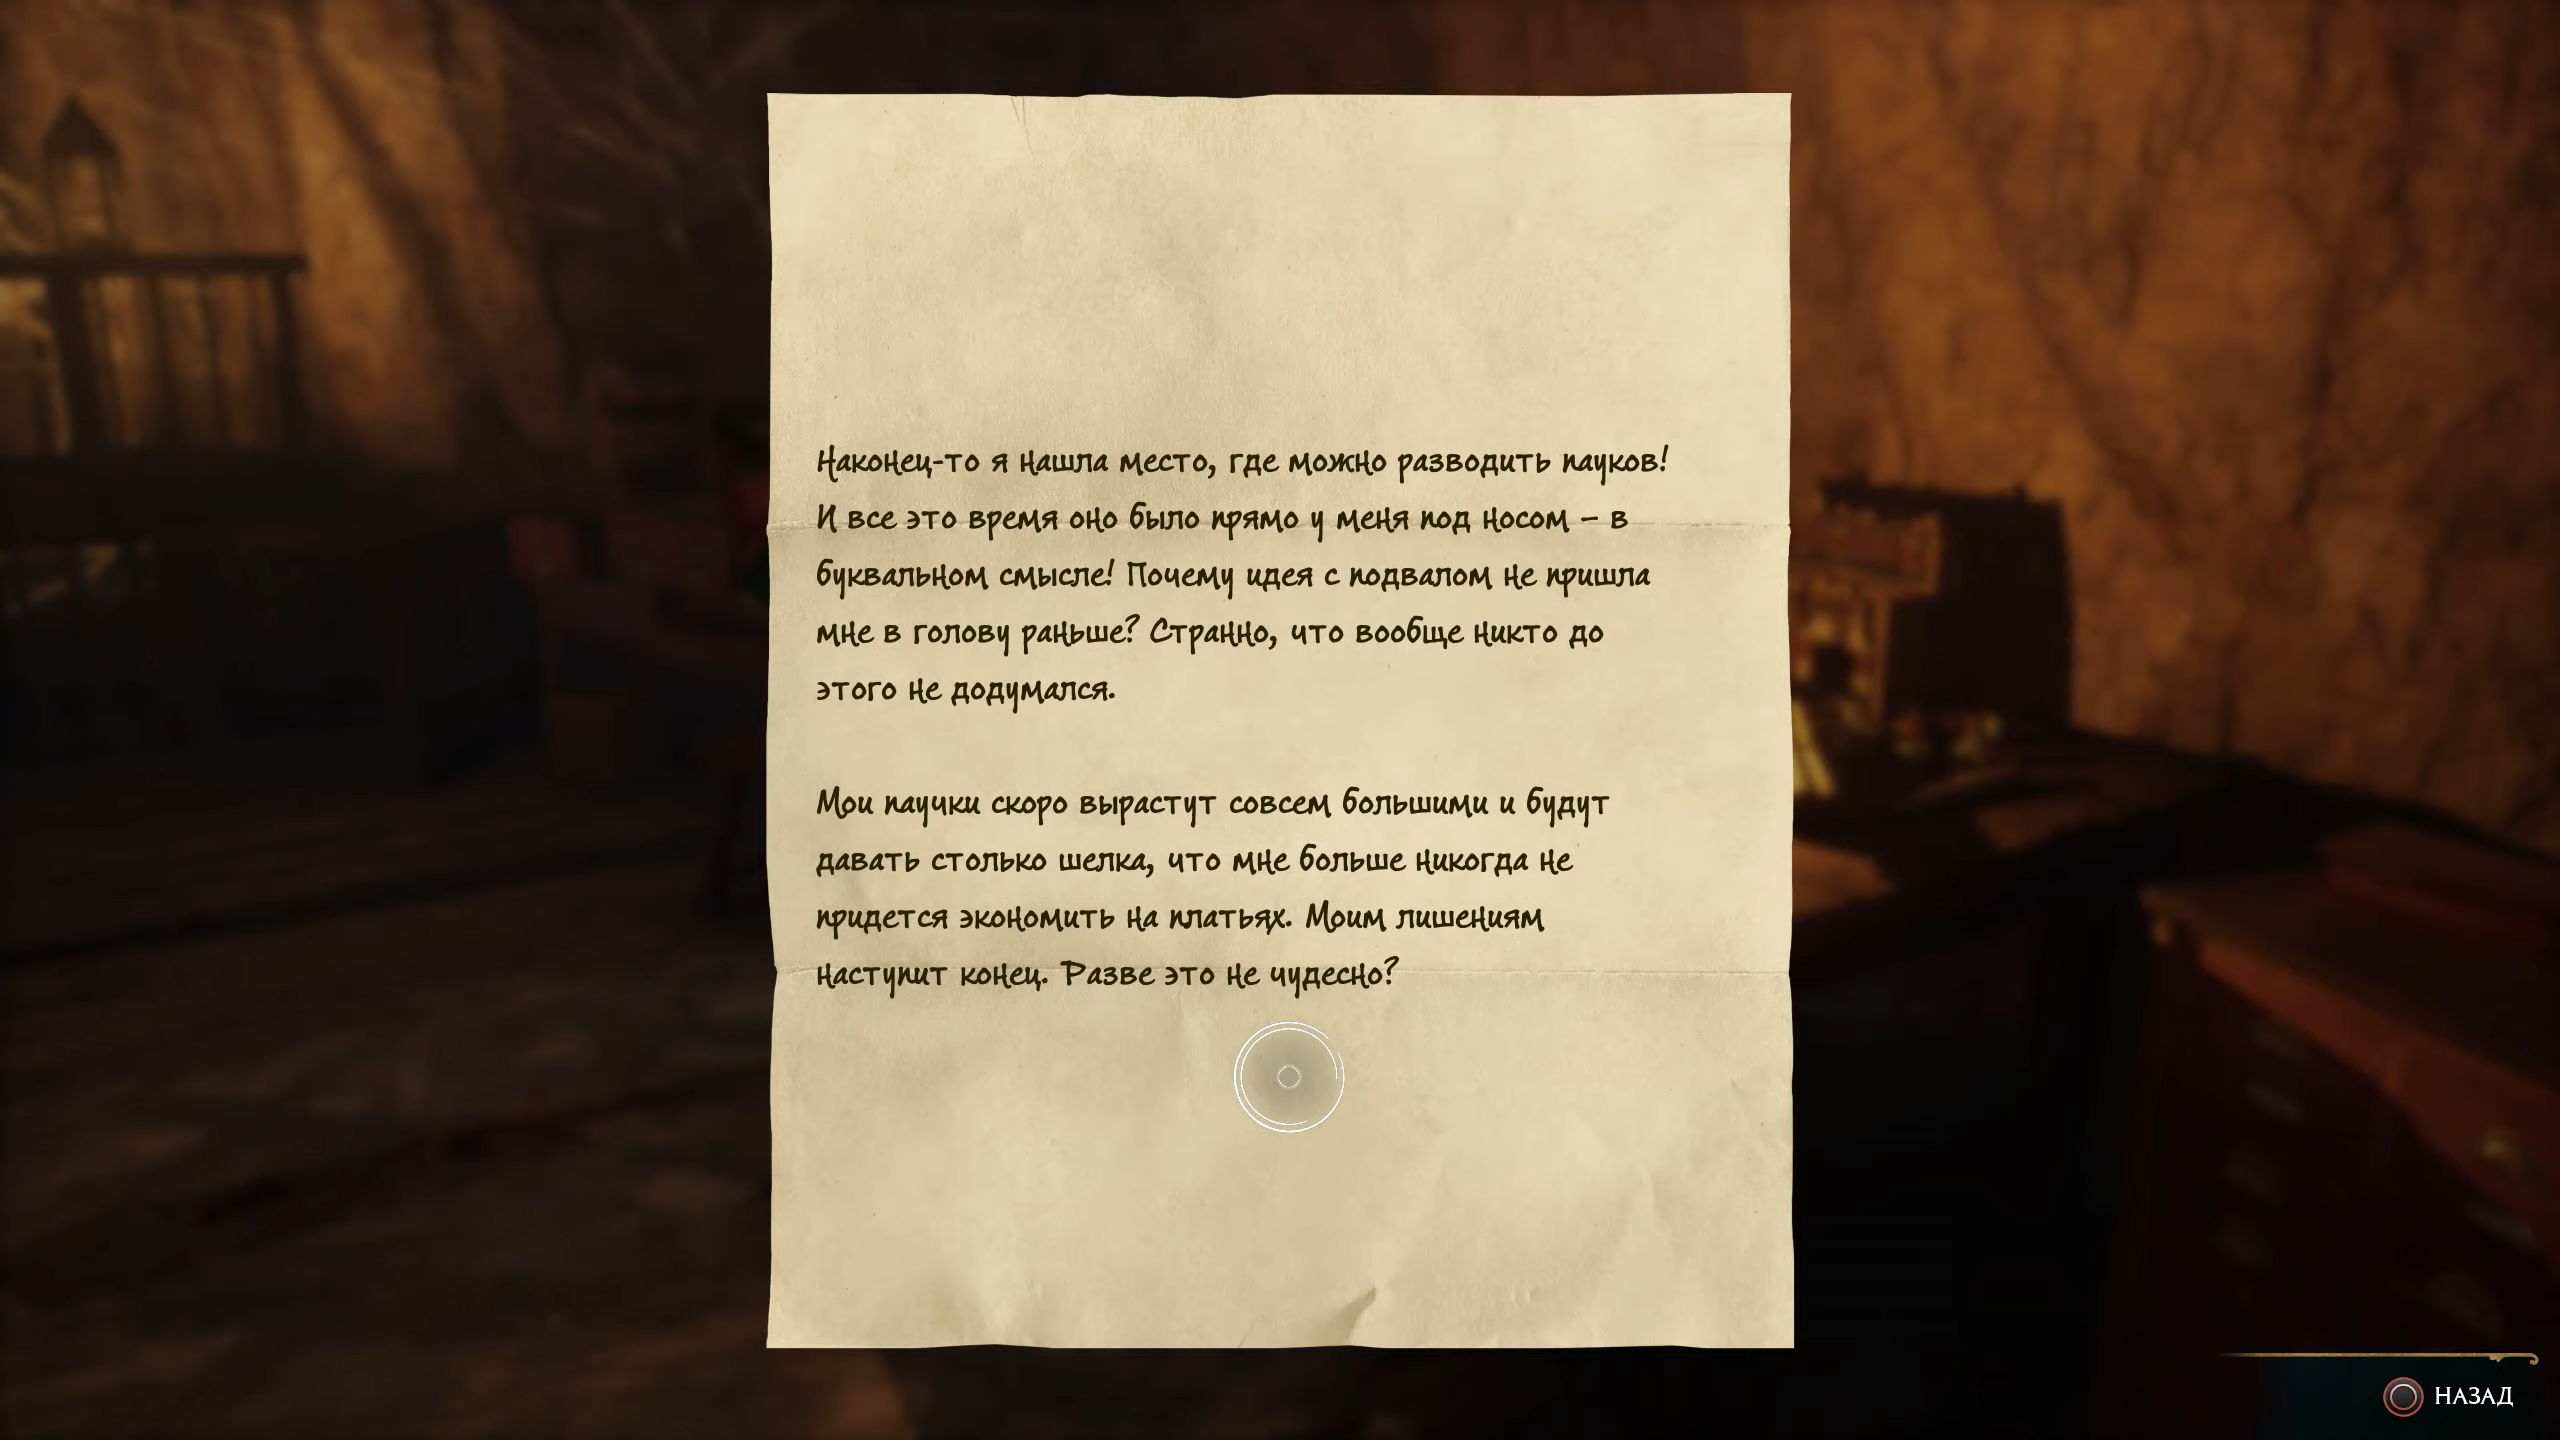 Наконец-то я нашла место, где можно разводить пауков!
И все это время оно было прямо у меня под носом – в
буквальном смысле! Почему идея с подвалом не пришла
мне в голову раньше? Странно, что вообще никто до
этого не додумался.
Мои паучки скоро вырастут совсем большими и будут
давать столько шелка, что мне больше никогда не
придется экономить на платьях. Моим лишениям
наступит конец. Разве это не чудесно?
НАЗАД